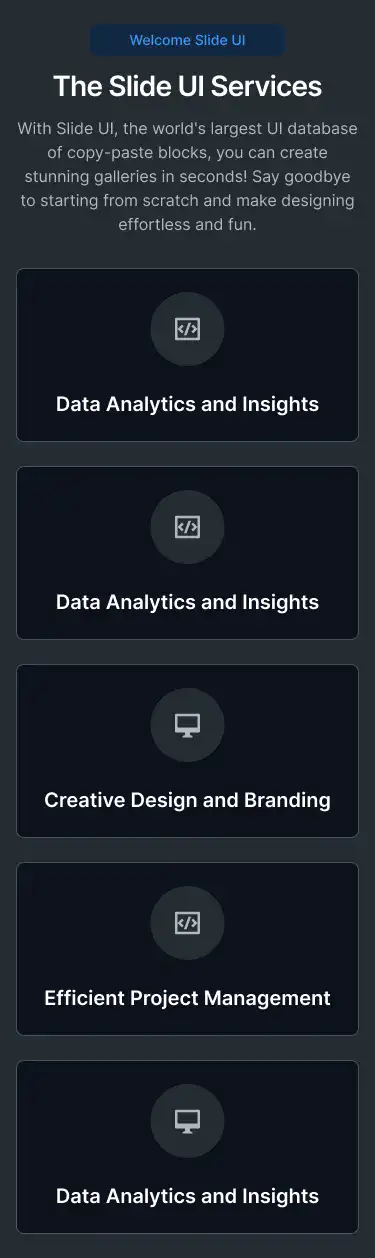 Welcome Slide UI
The Slide UI Services
With Slide UI, the world's largest UI database
of copy-paste blocks, you can create
stunning galleries in seconds! Say goodbye
to starting from scratch and make designing
effortless and fun.
Data Analytics and Insights
Data Analytics and Insights
Creative Design and Branding
Efficient Project Management
Data Analytics and Insights